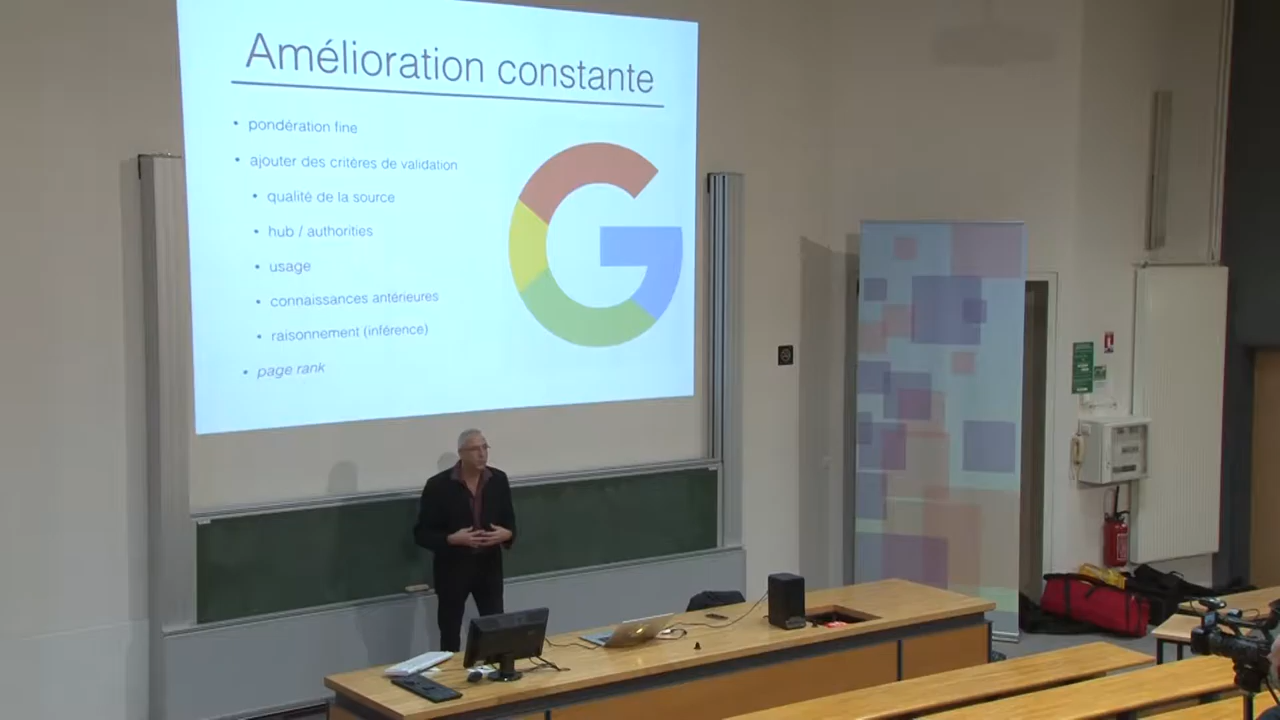 Amélioration constante
• pondération fine
• ajouter des critères de validation
• qualité de la source
• hub / authorities
• usage
• connaissances antérieures
• raisonnement (inférence)
• page rank